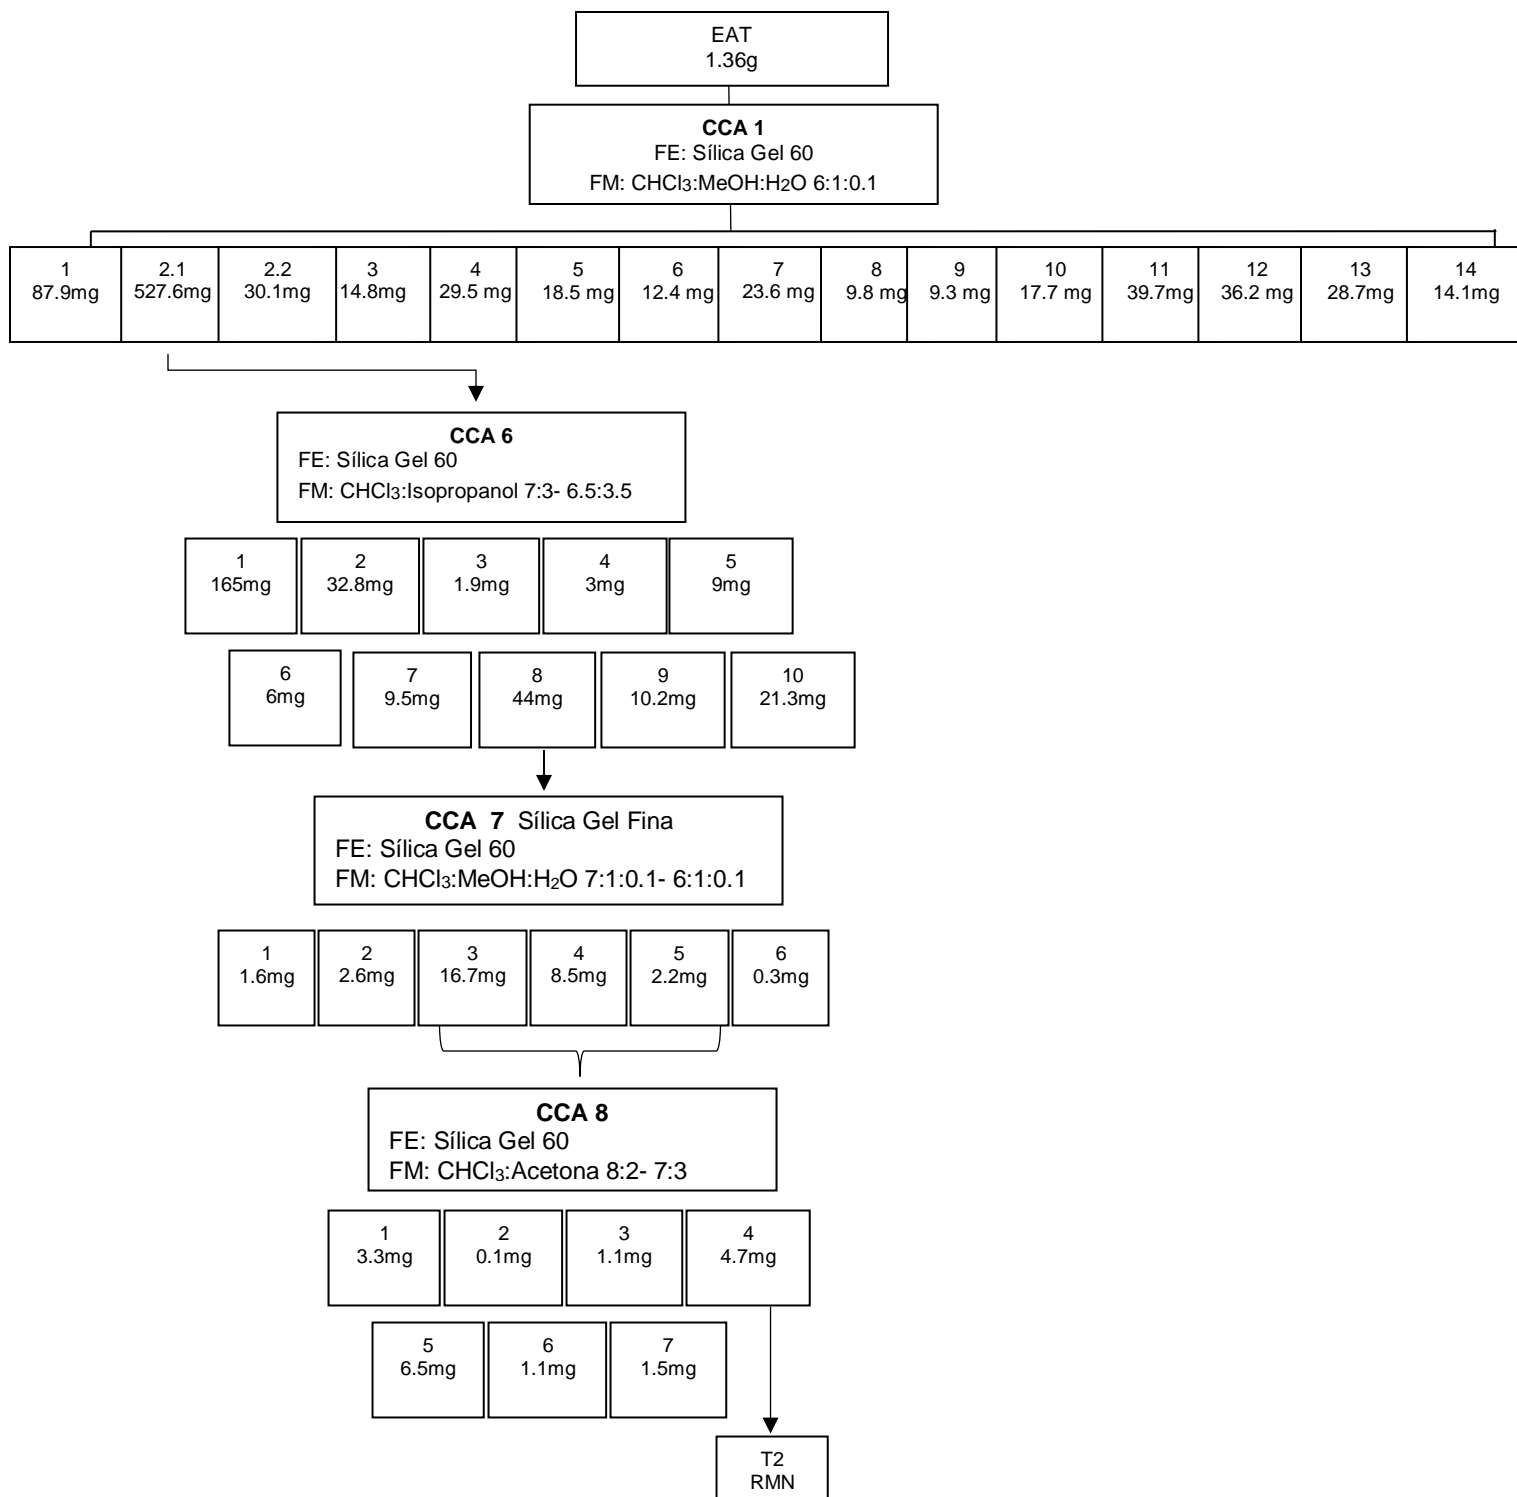 EAT
1.36g
CCA 1
FE: Sílica Gel 60
FM: CHCl3:MeOH:H2O 6:1:0.1
1
87.9mg
2.1
527.6mg
2.2
30.1mg
3
14.8mg
4
29.5 mg
5
18.5 mg
6
12.4 mg
7
23.6 mg
8
9.8 mg
9
9.3 mg
10
17.7 mg
11
39.7mg
12
36.2 mg
13
28.7mg
14
14.1mg
CCA 6
FE: Sílica Gel 60
FM: CHCl3:Isopropanol 7:3- 6.5:3.5
1
165mg
2
32.8mg
3
1.9mg
4
3mg
5
9mg
6
6mg
7
9.5mg
8
44mg
9
10.2mg
10
21.3mg
CCA 7 Sílica Gel Fina
FE: Sílica Gel 60
FM: CHCl3:MeOH:H2O 7:1:0.1- 6:1:0.1
1
1.6mg
2
2.6mg
3
16.7mg
4
8.5mg
5
2.2mg
6
0.3mg
CCA 8
FE: Sílica Gel 60
FM: CHCl3:Acetona 8:2- 7:3
1
3.3mg
2
0.1mg
3
1.1mg
4
4.7mg
5
6.5mg
6
1.1mg
7
1.5mg
T2
RMN